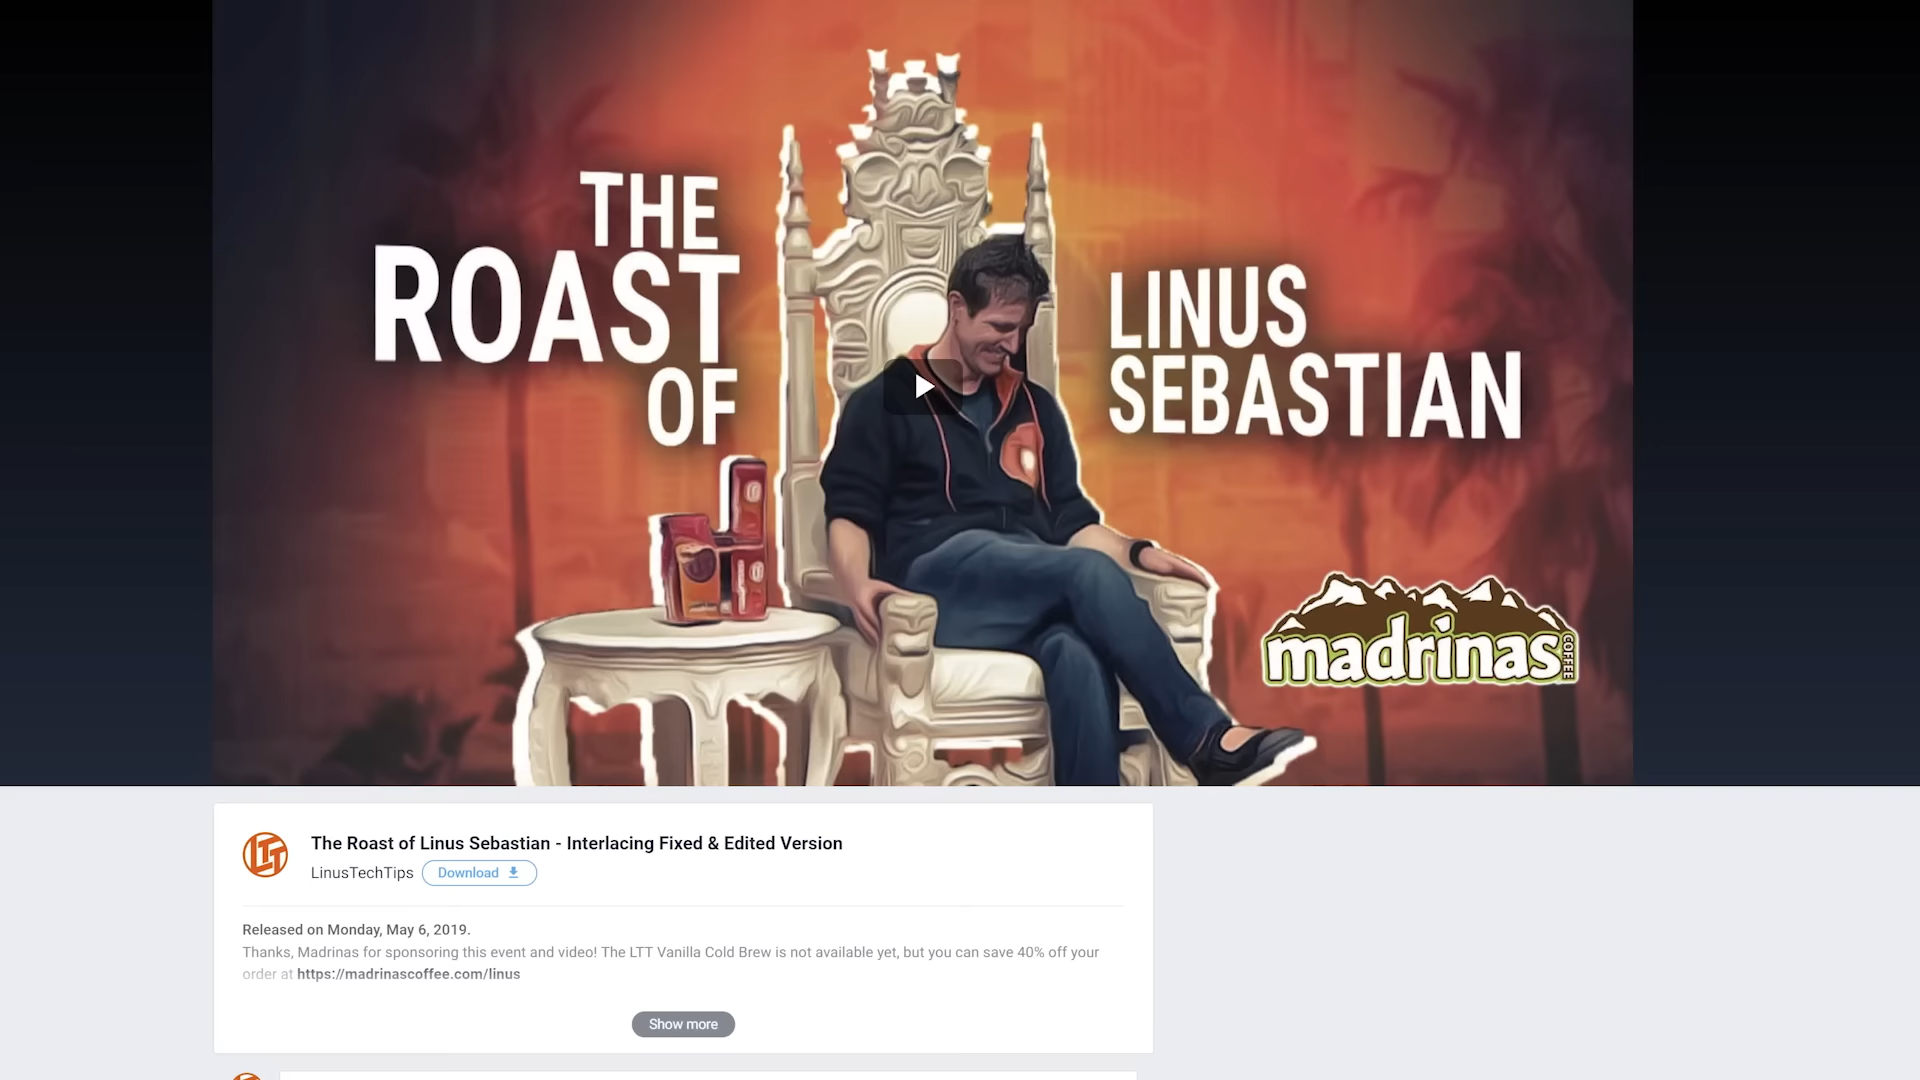 THE
ROAST
OF
LINUS
SEBASTIAN
madrinas
COFFEE
LTT
The Roast of Linus Sebastian - Interlacing Fixed & Edited Version
LinusTechTips
Download
Released on Monday, May 6, 2019.
Thanks, Madrinas for sponsoring this event and video! The LTT Vanilla Cold Brew is not available yet, but you can save 40% off your
order at https://madrinascoffee.com/linus
Show more